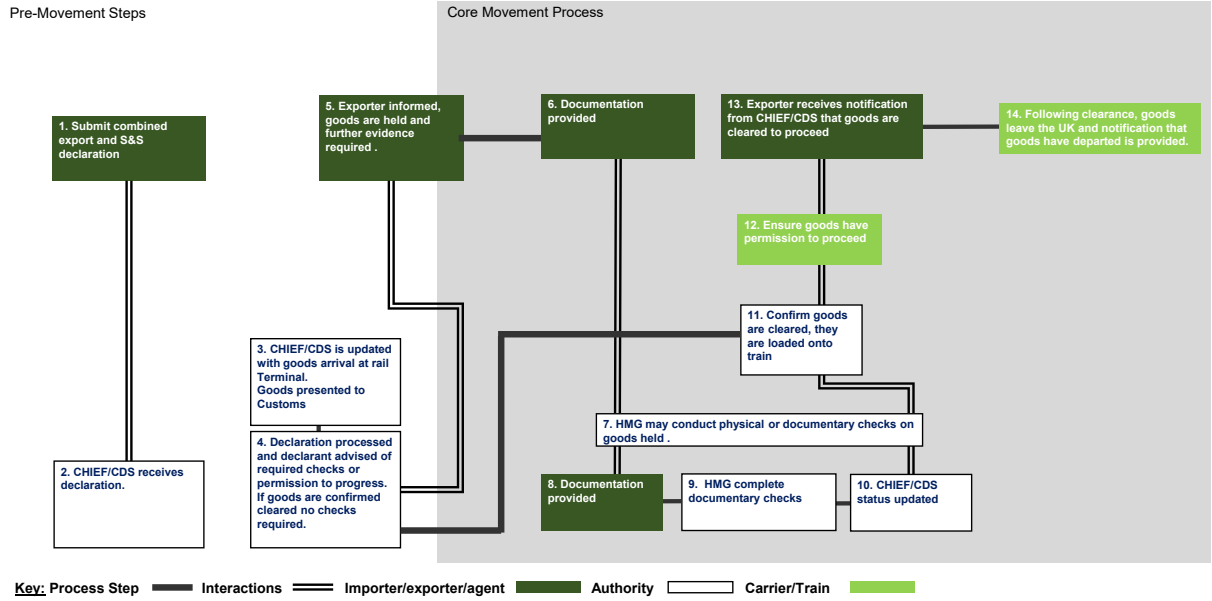 Pre-Movement Steps
Core Movement Process
1. Submit combined
export and S&S
declaration
2. CHIEF/CDS receives
declaration.
3. CHIEF/CDS is updated
with goods arrival at rail
Terminal.
Goods presented to
Customs
4. Declaration processed
and declarant advised of
required checks or
permission to progress.
If goods are confirmed
cleared no checks
required.
5. Exporter informed,
goods are held and
further evidence
required .
6. Documentation
provided
7. HMG may conduct physical or documentary checks on
goods held .
8. Documentation
provided
9. HMG complete
documentary checks
10. CHIEF/CDS
status updated
11. Confirm goods
are cleared, they
are loaded onto
train
12. Ensure goods have
permission to proceed
13. Exporter receives notification
from CHIEF/CDS that goods are
cleared to proceed
14. Following clearance, goods
leave the UK and notification that
goods have departed is provided.
Key: Process Step Interactions Importer/exporter/agent Authority Carrier/Train